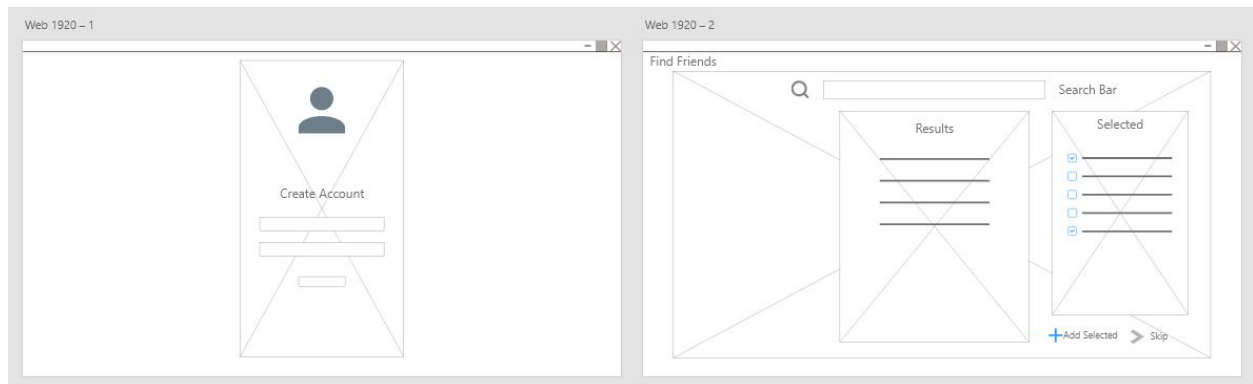 Web 1920 – 1
Create Account
Web 1920 – 2
Find Friends
Search Bar
Results
Selected
Add Selected
Skip